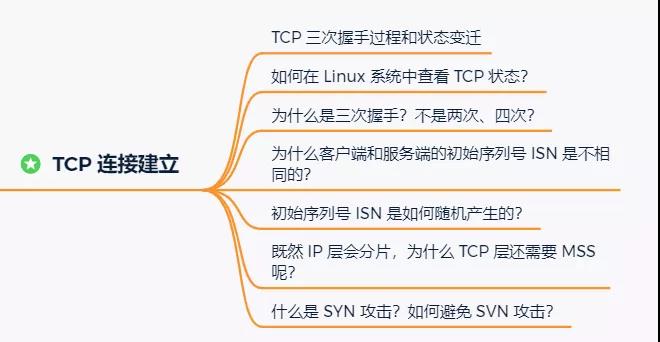 TCP 三次握手过程和状态变迁
如何在 Linux 系统中查看 TCP 状态?
为什么是三次握手？不是两次、四次?
TCP 连接建立
为什么客户端和服务端的初始序列号 ISN 是不相
同的?
初始序列号 ISN 是如何随机产生的?
既然 IP 层会分片，为什么 TCP 层还需要 MSS
呢?
什么是 SYN 攻击？如何避免 SVN 攻击?